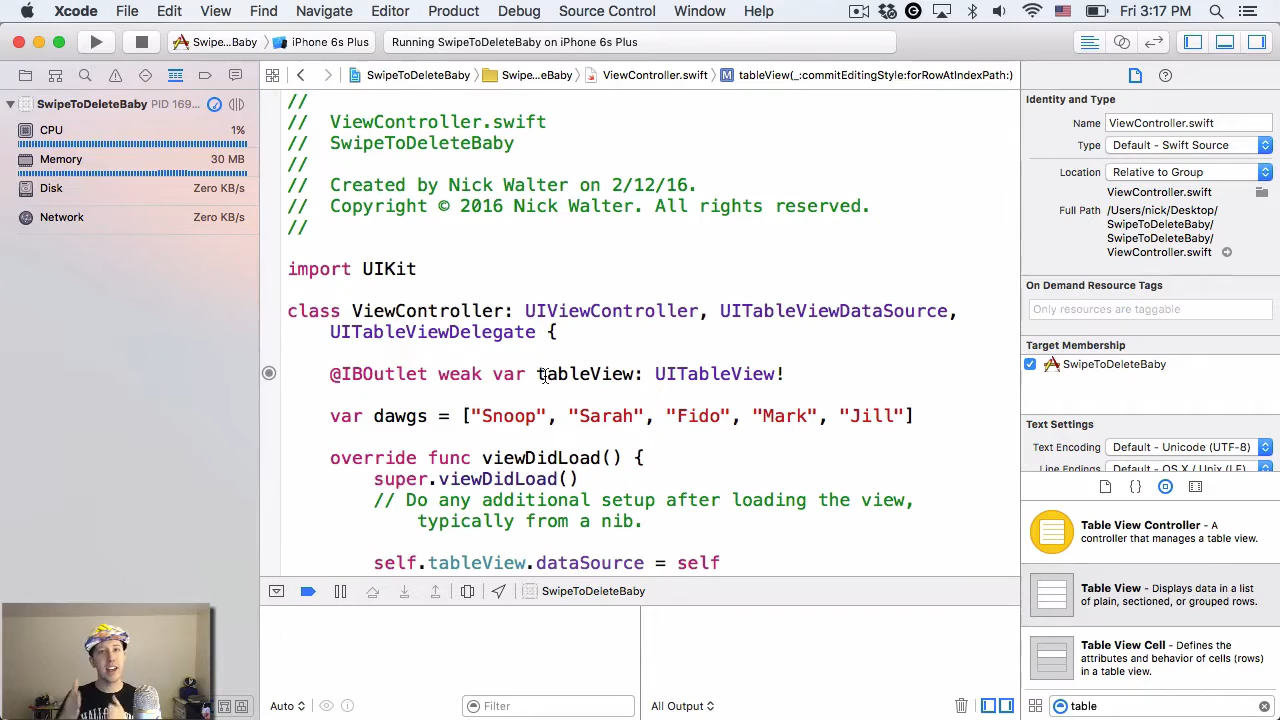 Xcode File Edit View Find Navigate Editor Product Debug Source Control Window Help Fri 3:17 PM
Swipe...Baby iPhone 6s Plus Running SwipeToDeleteBaby on iPhone 6s Plus
SwipeToDeleteBaby Swipe...eBaby ViewController.swift M tableView(_:commitEditingStyle:forRowAtIndexPath:)
SwipeToDeleteBaby PID 169...
CPU 1%
Memory 30 MB
Disk Zero KB/s
Network Zero KB/s
//
// ViewController.swift
// SwipeToDeleteBaby
//
// Created by Nick Walter on 2/12/16.
// Copyright © 2016 Nick Walter. All rights reserved.
//
import UIKit
class ViewController: UIViewController, UITableViewDataSource,
UITableViewDelegate {
@IBOutlet weak var tableView: UITableView!
var dawgs = ["Snoop", "Sarah", "Fido", "Mark", "Jill"]
override func viewDidLoad() {
super.viewDidLoad()
// Do any additional setup after loading the view,
typically from a nib.
self.tableView.dataSource = self
SwipeToDeleteBaby
Auto
Filter
All Output
Identity and Type
Name ViewController.swift
Type Default - Swift Source
Location Relative to Group
ViewController.swift
Full Path /Users/nick/Desktop/
SwipeToDeleteBaby/
SwipeToDeleteBaby/
ViewController.swift
On Demand Resource Tags
Only resources are taggable
Target Membership
SwipeToDeleteBaby
Text Settings
Text Encoding Default - Unicode (UTF-8)
Line Endings Default - OS X / Unix (LF)
{ }
Table View Controller - A
controller that manages a table view.
Table View - Displays data in a list
of plain, sectioned, or grouped rows.
Table View Cell - Defines the
attributes and behavior of cells (rows)
in a table view.
table